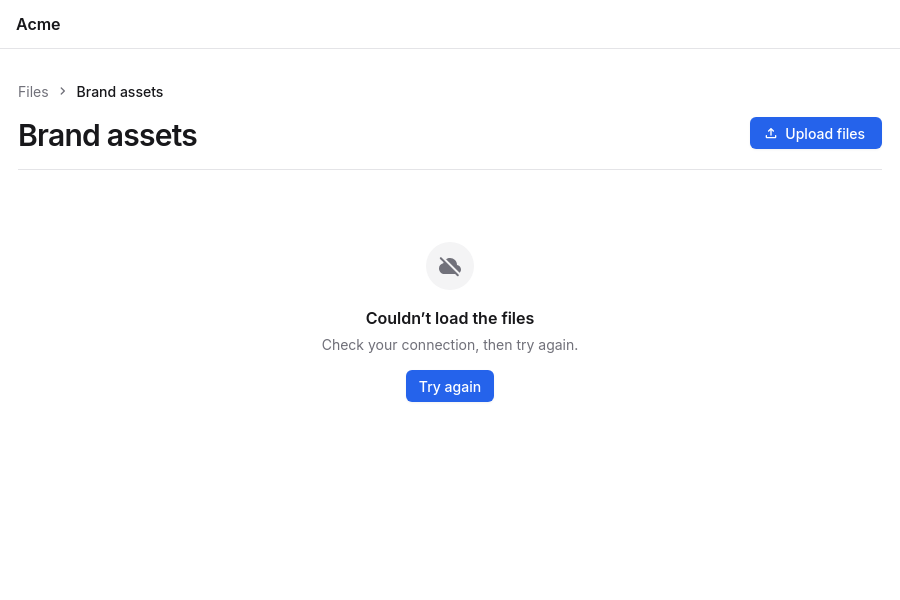 Acme
Files > Brand assets
Brand assets
Upload files
Couldn’t load the files
Check your connection, then try again.
Try again